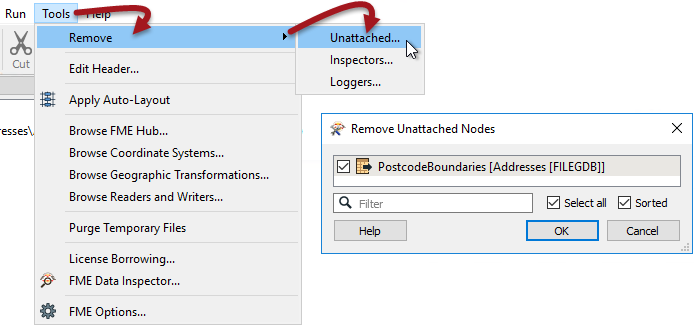 Run Tools Help
Cut
resses\
Remove
Edit Header...
Apply Auto-Layout
Browse FME Hub...
Browse Coordinate Systems...
Browse Geographic Transformations...
Browse Readers and Writers...
Purge Temporary Files
License Borrowing...
FME Data Inspector...
FME Options...
Unattached...
Inspectors...
Loggers...
Remove Unattached Nodes
PostcodeBoundaries [Addresses [FILEGDB]]
Filter
Select all
Sorted
Help
OK
Cancel